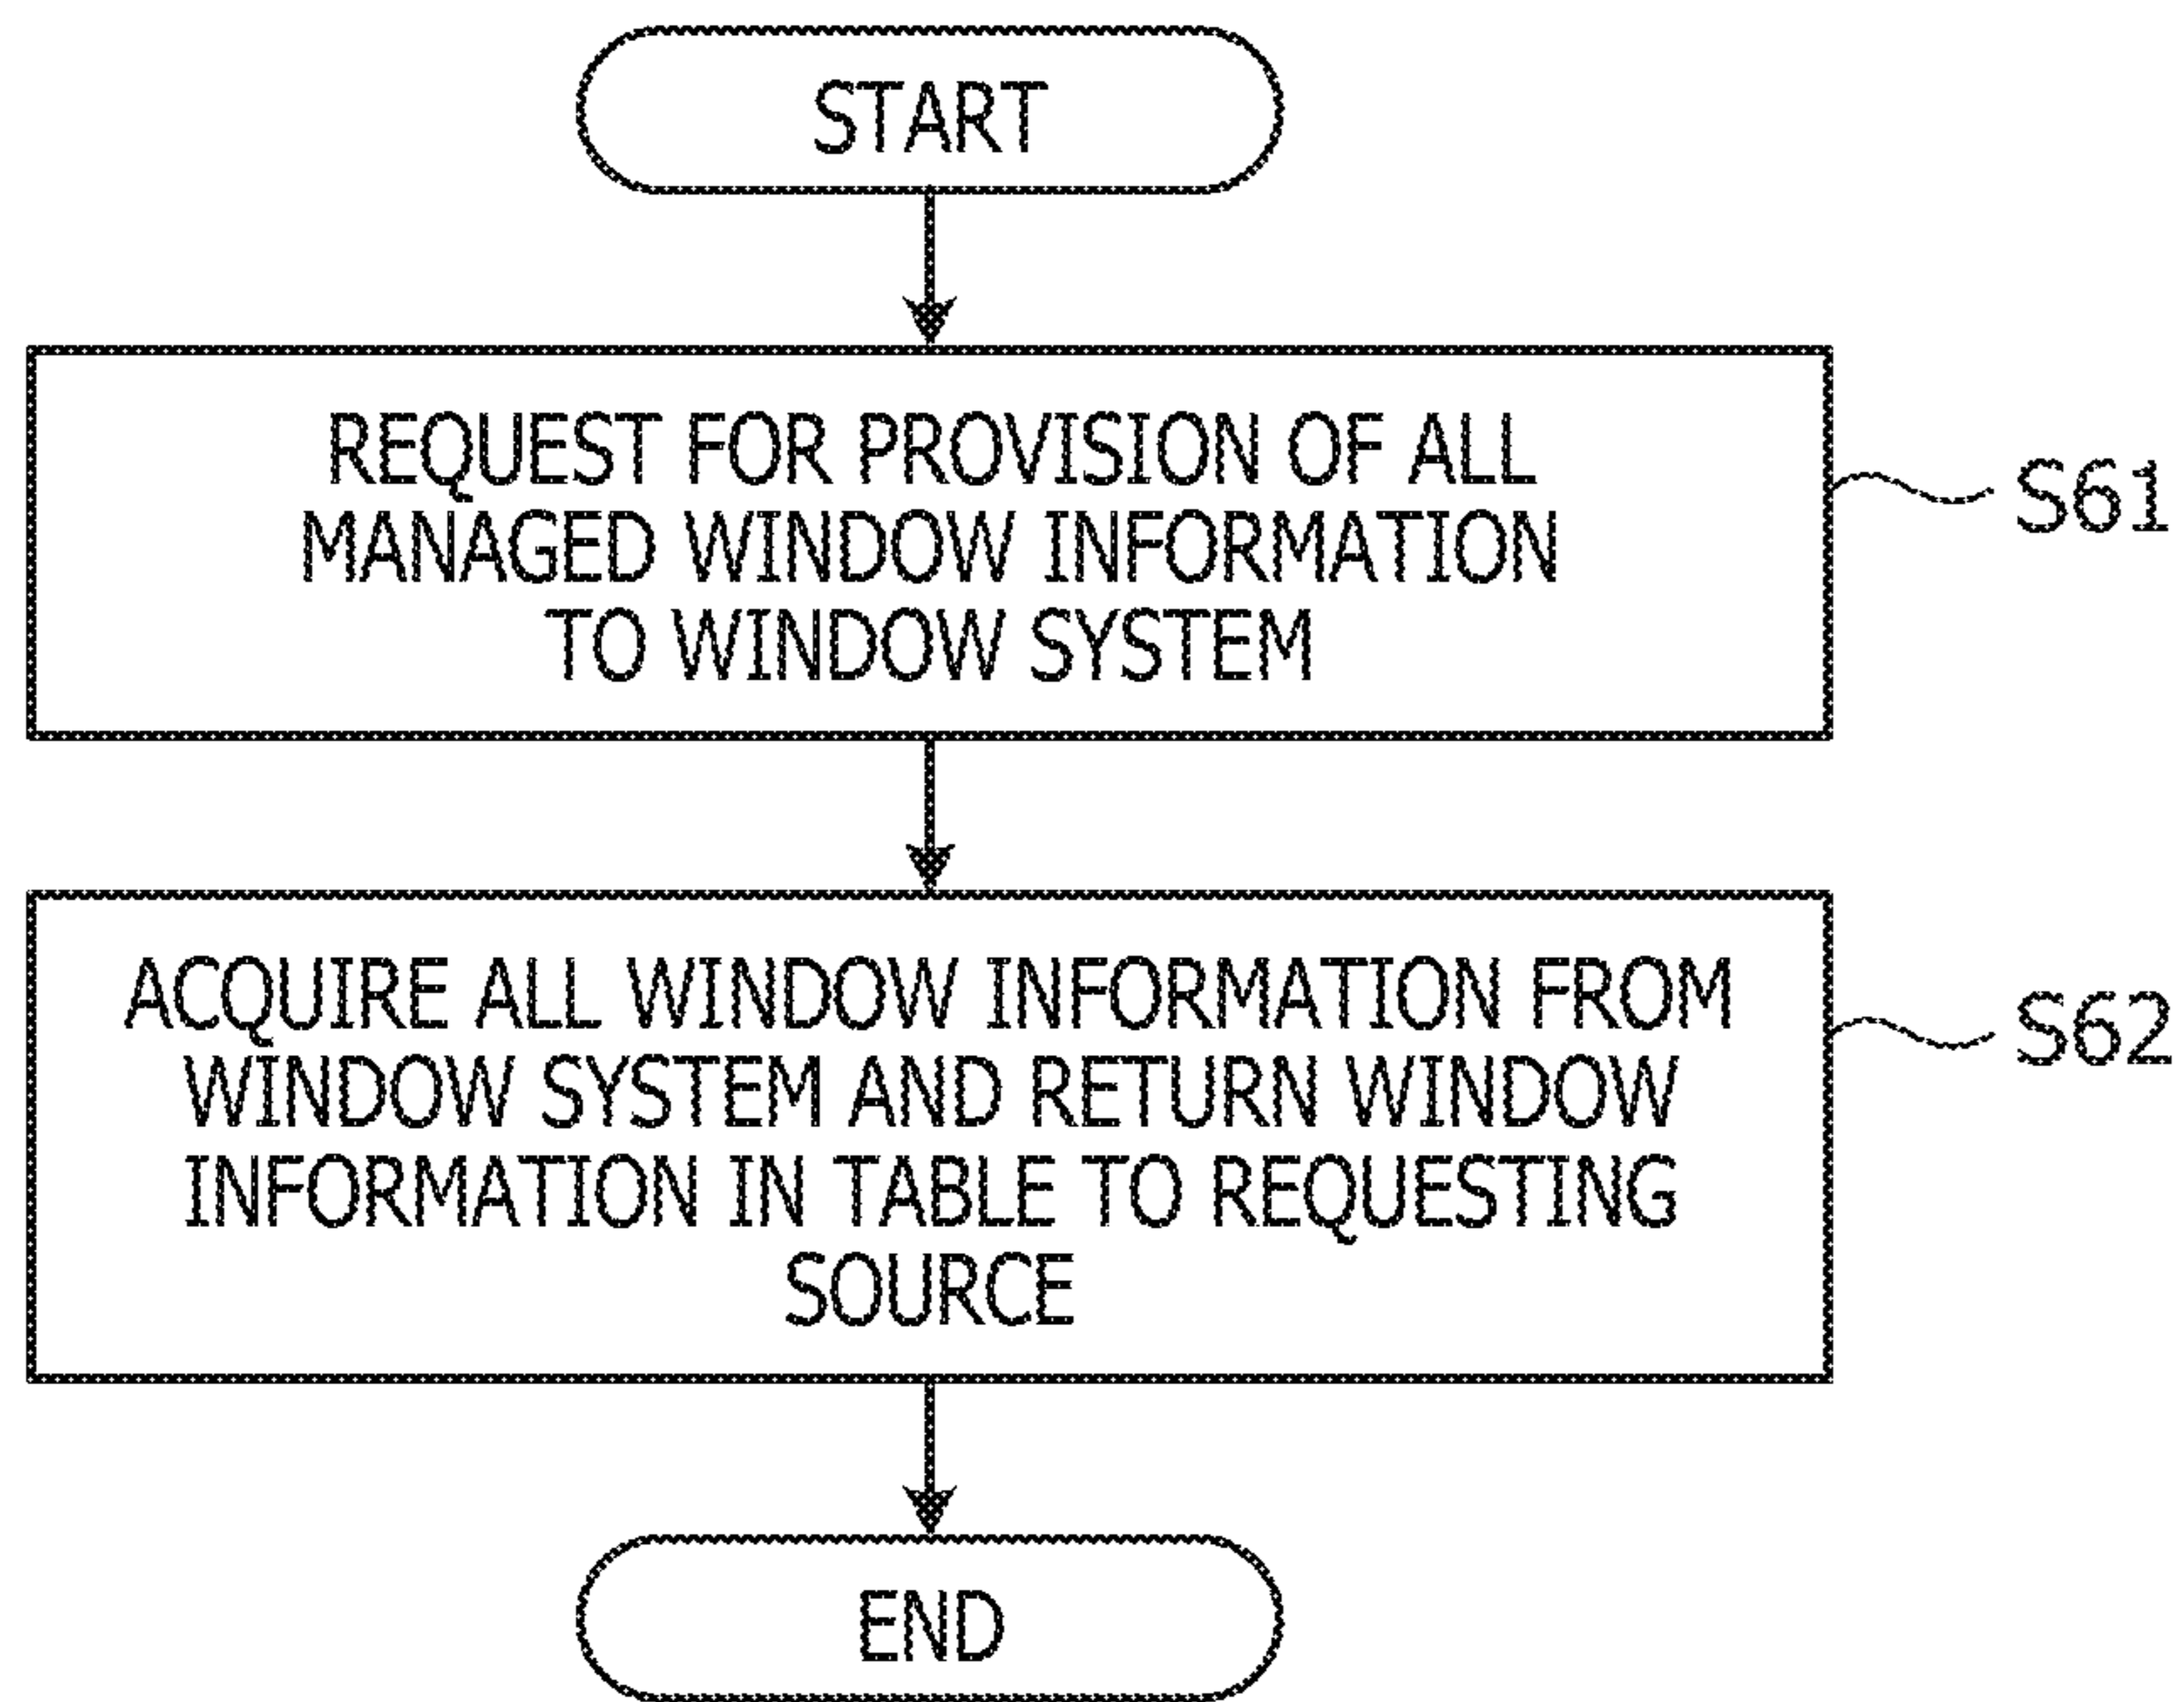 START
REQUEST FOR PROVISION OF ALL
MANAGED WINDOW INFORMATION
TO WINDOW SYSTEM
S61
ACQUIRE ALL WINDOW INFORMATION FROM
WINDOW SYSTEM AND RETURN WINDOW
INFORMATION IN TABLE TO REQUESTING
SOURCE
S62
END